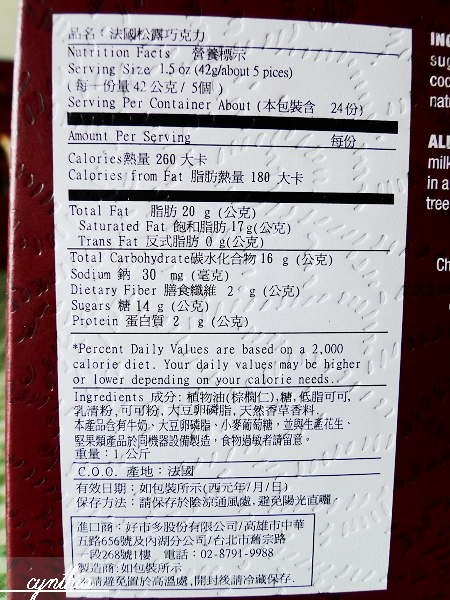 品名：法國松露巧克力
Nutrition Facts 營養標示
Serving Size 1.5 oz (42g/about 5 pices)
(每一份量 42 公克 / 5個 )
Serving Per Container About (本包裝含 24份)
Amount Per Serving 每份
Calories熱量 260 大卡
Calories from Fat 脂肪熱量 180 大卡
Total Fat 脂肪 20 g (公克)
Saturated Fat 飽和脂肪 17g(公克)
Trans Fat 反式脂肪 0 g(公克)
Total Carbohydrate碳水化合物 16 g (公克)
Sodium 鈉 30 mg (毫克)
Dietary Fiber 膳食纖維 2 g (公克)
Sugars 糖 14 g (公克)
Protein 蛋白質 2 g (公克)
*Percent Daily Values are based on a 2,000
calorie diet. Your daily values may be higher
or lower depending on your calorie needs..
Ingredients 成分: 植物油(棕櫚仁),糖,低脂可可,
乳清粉,可可粉,大豆卵磷脂,天然香草香料.
本產品含有牛奶、大豆卵磷脂、小麥葡萄糖，並與生產花生、
堅果類產品於同機器設備製造，食物過敏者請留意。
重量：1 公斤
C.O.O. 產地：法國
有效日期：如包裝所示(西元年/月/日)
保存方法：請保存於陰涼通風處.避免陽光直曬。
進口商：好市多股份有限公司/高雄市中華
五路656號及內湖分公司/台北市舊宗路
一段268號1樓 電話：02-8791-9988
製造商:如包裝所示
請避免置於高溫處,開封後請冷藏保存.
ING
sug
coc
natu
ALL
milk
in a
tree
Ch